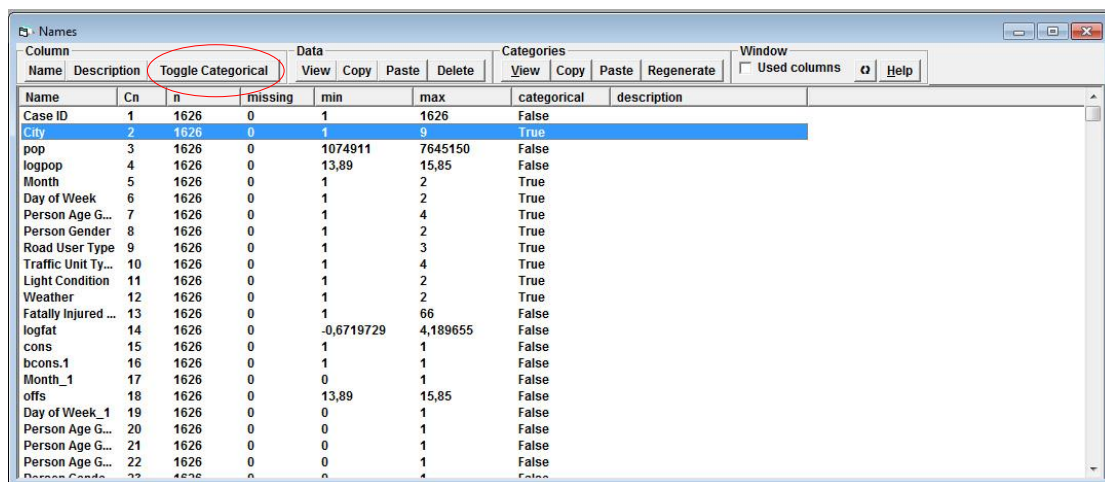 Names
Column Data Categories Window
Name Description Toggle Categorical View Copy Paste Delete View Copy Paste Regenerate Used columns Help
Name Cn n missing min max categorical description
Case ID 1 1626 0 1 1626 False
City 2 1626 0 1 9 True
pop 3 1626 0 1074911 7645150 False
logpop 4 1626 0 13,89 15,85 False
Month 5 1626 0 1 2 True
Day of Week 6 1626 0 1 2 True
Person Age G... 7 1626 0 1 4 True
Person Gender 8 1626 0 1 2 True
Road User Type 9 1626 0 1 3 True
Traffic Unit Ty... 10 1626 0 1 4 True
Light Condition 11 1626 0 1 2 True
Weather 12 1626 0 1 2 True
Fatally Injured ... 13 1626 0 1 66 False
logfat 14 1626 0 -0,6719729 4,189655 False
cons 15 1626 0 1 1 False
bcons.1 16 1626 0 1 1 False
Month_1 17 1626 0 0 1 False
offs 18 1626 0 13,89 15,85 False
Day of Week_1 19 1626 0 0 1 False
Person Age G... 20 1626 0 0 1 False
Person Age G... 21 1626 0 0 1 False
Person Age G... 22 1626 0 0 1 False